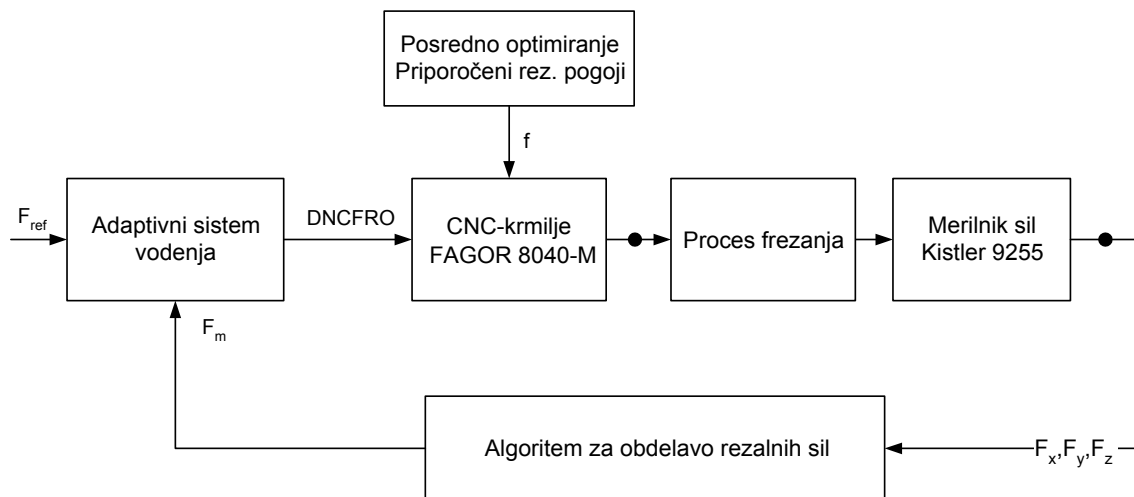 Posredno optimiranje
Priporočeni rez. pogoji
f
F_ref
Adaptivni sistem
vodenja
DNCFRO
CNC-krmilje
FAGOR 8040-M
Proces frezanja
Merilnik sil
Kistler 9255
F_m
Algoritem za obdelavo rezalnih sil
F_x,F_y,F_z